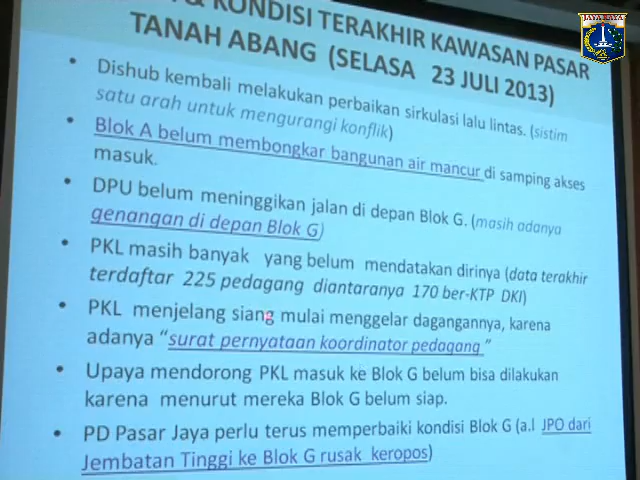 & KONDISI TERAKHIR KAWASAN PASAR
TANAH ABANG (SELASA 23 JULI 2013)
• Dishub kembali melakukan perbaikan sirkulasi lalu lintas. (sistim
satu arah untuk mengurangi konflik)
• Blok A belum membongkar bangunan air mancur di samping akses
masuk.
• DPU belum meninggikan jalan di depan Blok G. (masih adanya
genangan di depan Blok G)
• PKL masih banyak yang belum mendatakan dirinya (data terakhir
terdaftar 225 pedagang diantaranya 170 ber-KTP DKI)
• PKL menjelang siang mulai menggelar dagangannya, karena
adanya “surat pernyataan koordinator pedagang”
• Upaya mendorong PKL masuk ke Blok G belum bisa dilakukan
karena menurut mereka Blok G belum siap.
• PD Pasar Jaya perlu terus memperbaiki kondisi Blok G (a.l JPO dari
Jembatan Tinggi ke Blok G rusak keropos)
JAYA RAYA